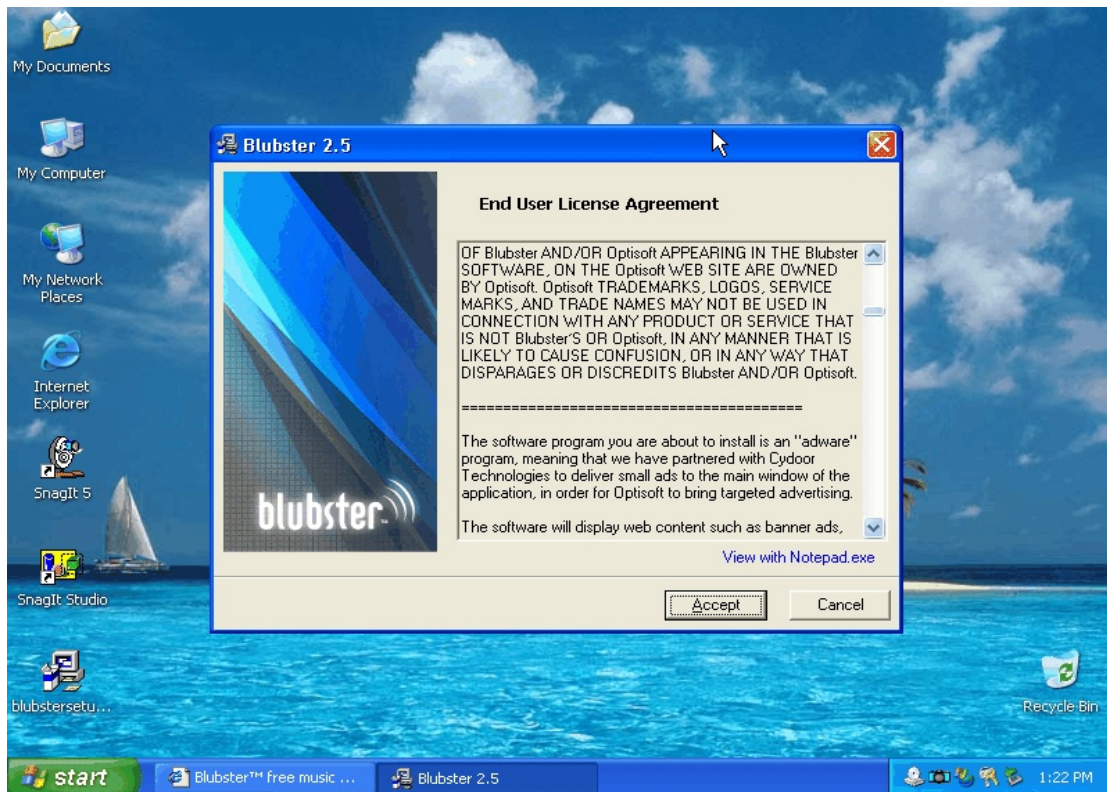 My Documents
My Computer
My Network
Places
Internet
Explorer
SnagIt 5
SnagIt Studio
blubstersetu...
Blubster 2.5
End User License Agreement
OF Blubster AND/OR Optisoft APPEARING IN THE Blubster
SOFTWARE, ON THE Optisoft WEB SITE ARE OWNED
BY Optisoft. Optisoft TRADEMARKS, LOGOS, SERVICE
MARKS, AND TRADE NAMES MAY NOT BE USED IN
CONNECTION WITH ANY PRODUCT OR SERVICE THAT
IS NOT Blubster'S OR Optisoft, IN ANY MANNER THAT IS
LIKELY TO CAUSE CONFUSION, OR IN ANY WAY THAT
DISPARAGES OR DISCREDITS Blubster AND/OR Optisoft.
=========================================
The software program you are about to install is an "adware"
program, meaning that we have partnered with Cydoor
Technologies to deliver small ads to the main window of the
application, in order for Optisoft to bring targeted advertising.
The software will display web content such as banner ads,
blubster
View with Notepad.exe
Accept
Cancel
Recycle Bin
start
Blubster™ free music ...
Blubster 2.5
1:22 PM